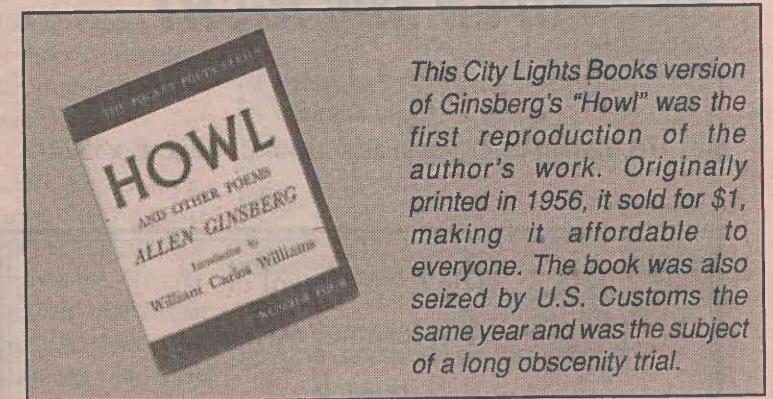 THE POCKET POETS SERIES
HOWL
AND OTHER POEMS
ALLEN GINSBERG
Introduction by
William Carlos Williams
NUMBER FOUR
This City Lights Books version
of Ginsberg's "Howl" was the
first reproduction of the
author's work. Originally
printed in 1956, it sold for $1,
making it affordable to
everyone. The book was also
seized by U.S. Customs the
same year and was the subject
of a long obscenity trial.